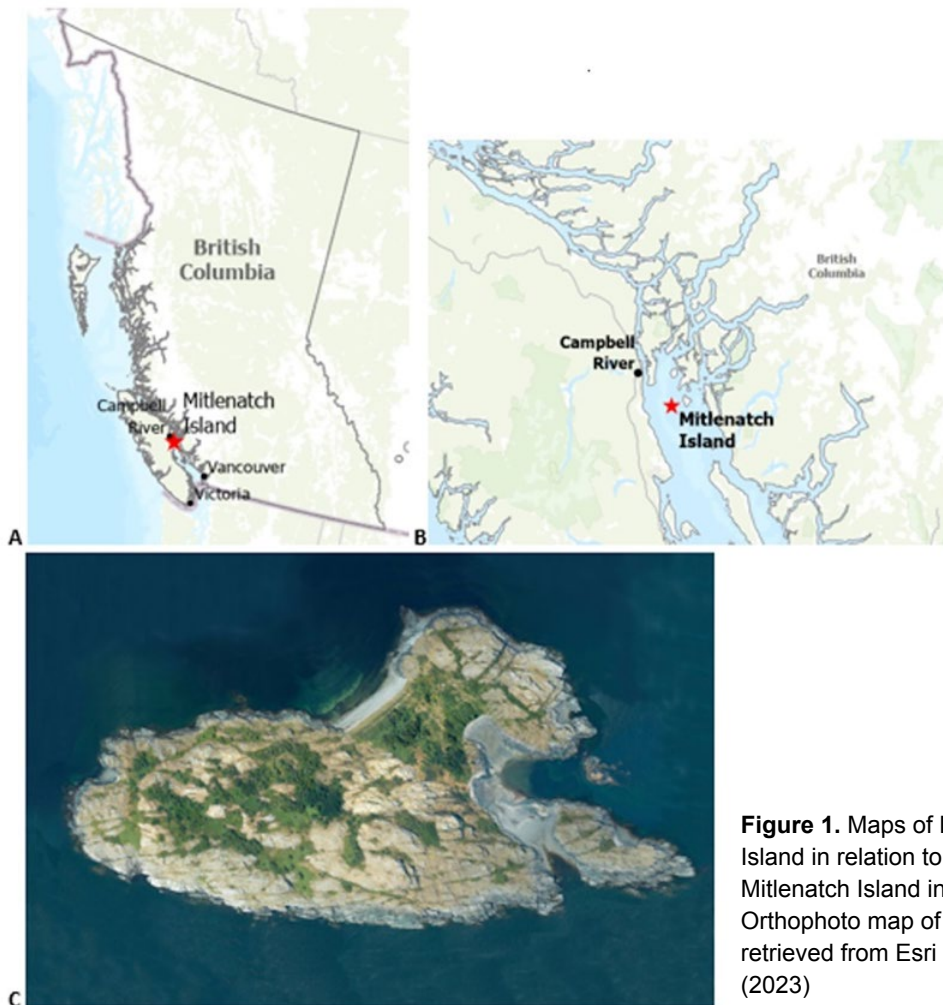 British
Columbia
Campbell
River
Mitlenatch
Island
Vancouver
Victoria
A
British
Columbia
Campbell
River
Mitlenatch
Island
B
C
Figure 1. Maps of
Island in relation to
Mitlenatch Island in
Orthophoto map of
retrieved from Esri
(2023)